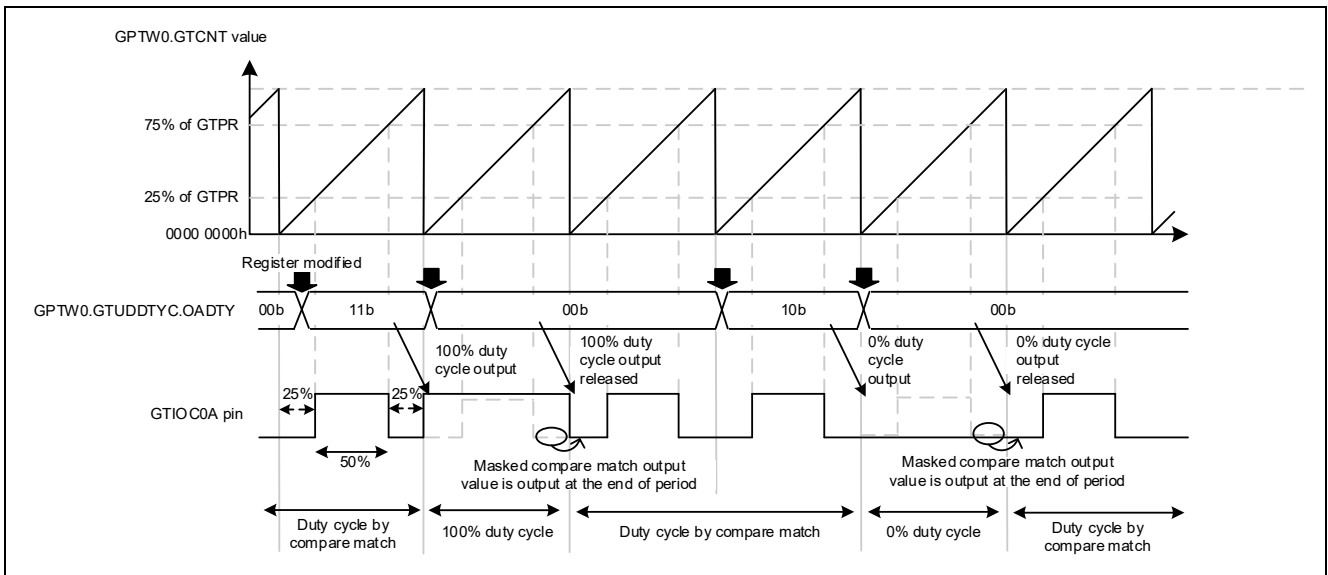 GPTW0.GTCNT value
75% of GTPR
25% of GTPR
0000 0000h
Register modified
GPTW0.GTUDDTYC.OADTY
00b
11b
00b
10b
00b
100% duty
cycle output
100% duty
cycle output
released
0% duty
cycle
output
0% duty cycle
output
released
GTIOC0A pin
25%
25%
50%
Masked compare match output
value is output at the end of period
Masked compare match output
value is output at the end of period
Duty cycle by
compare match
100% duty cycle
Duty cycle by compare match
0% duty cycle
Duty cycle by
compare match